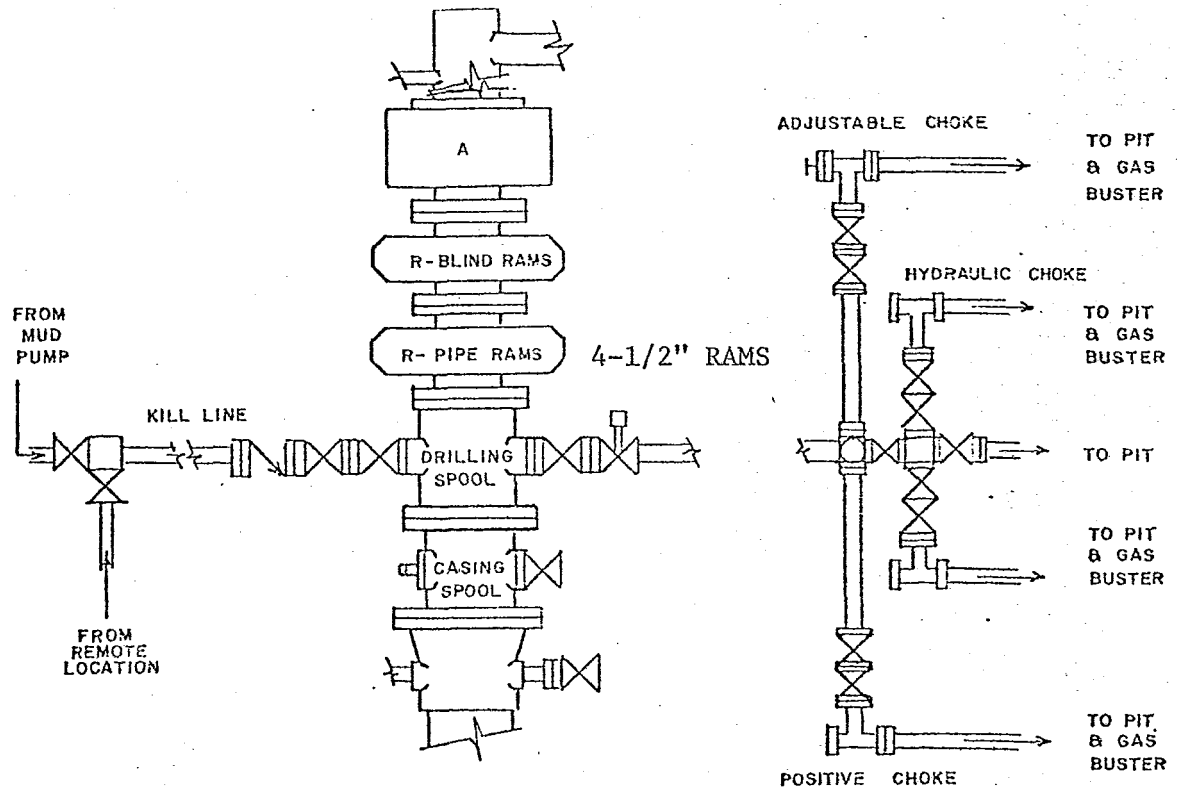 A
R-BLIND RAMS
R- PIPE RAMS
4-1/2" RAMS
FROM
MUD
PUMP
KILL LINE
DRILLING
SPOOL
CASING
SPOOL
FROM
REMOTE
LOCATION
ADJUSTABLE CHOKE
TO PIT
& GAS
BUSTER
HYDRAULIC CHOKE
TO PIT
& GAS
BUSTER
TO PIT
TO PIT
& GAS
BUSTER
TO PIT
& GAS
BUSTER
POSITIVE CHOKE